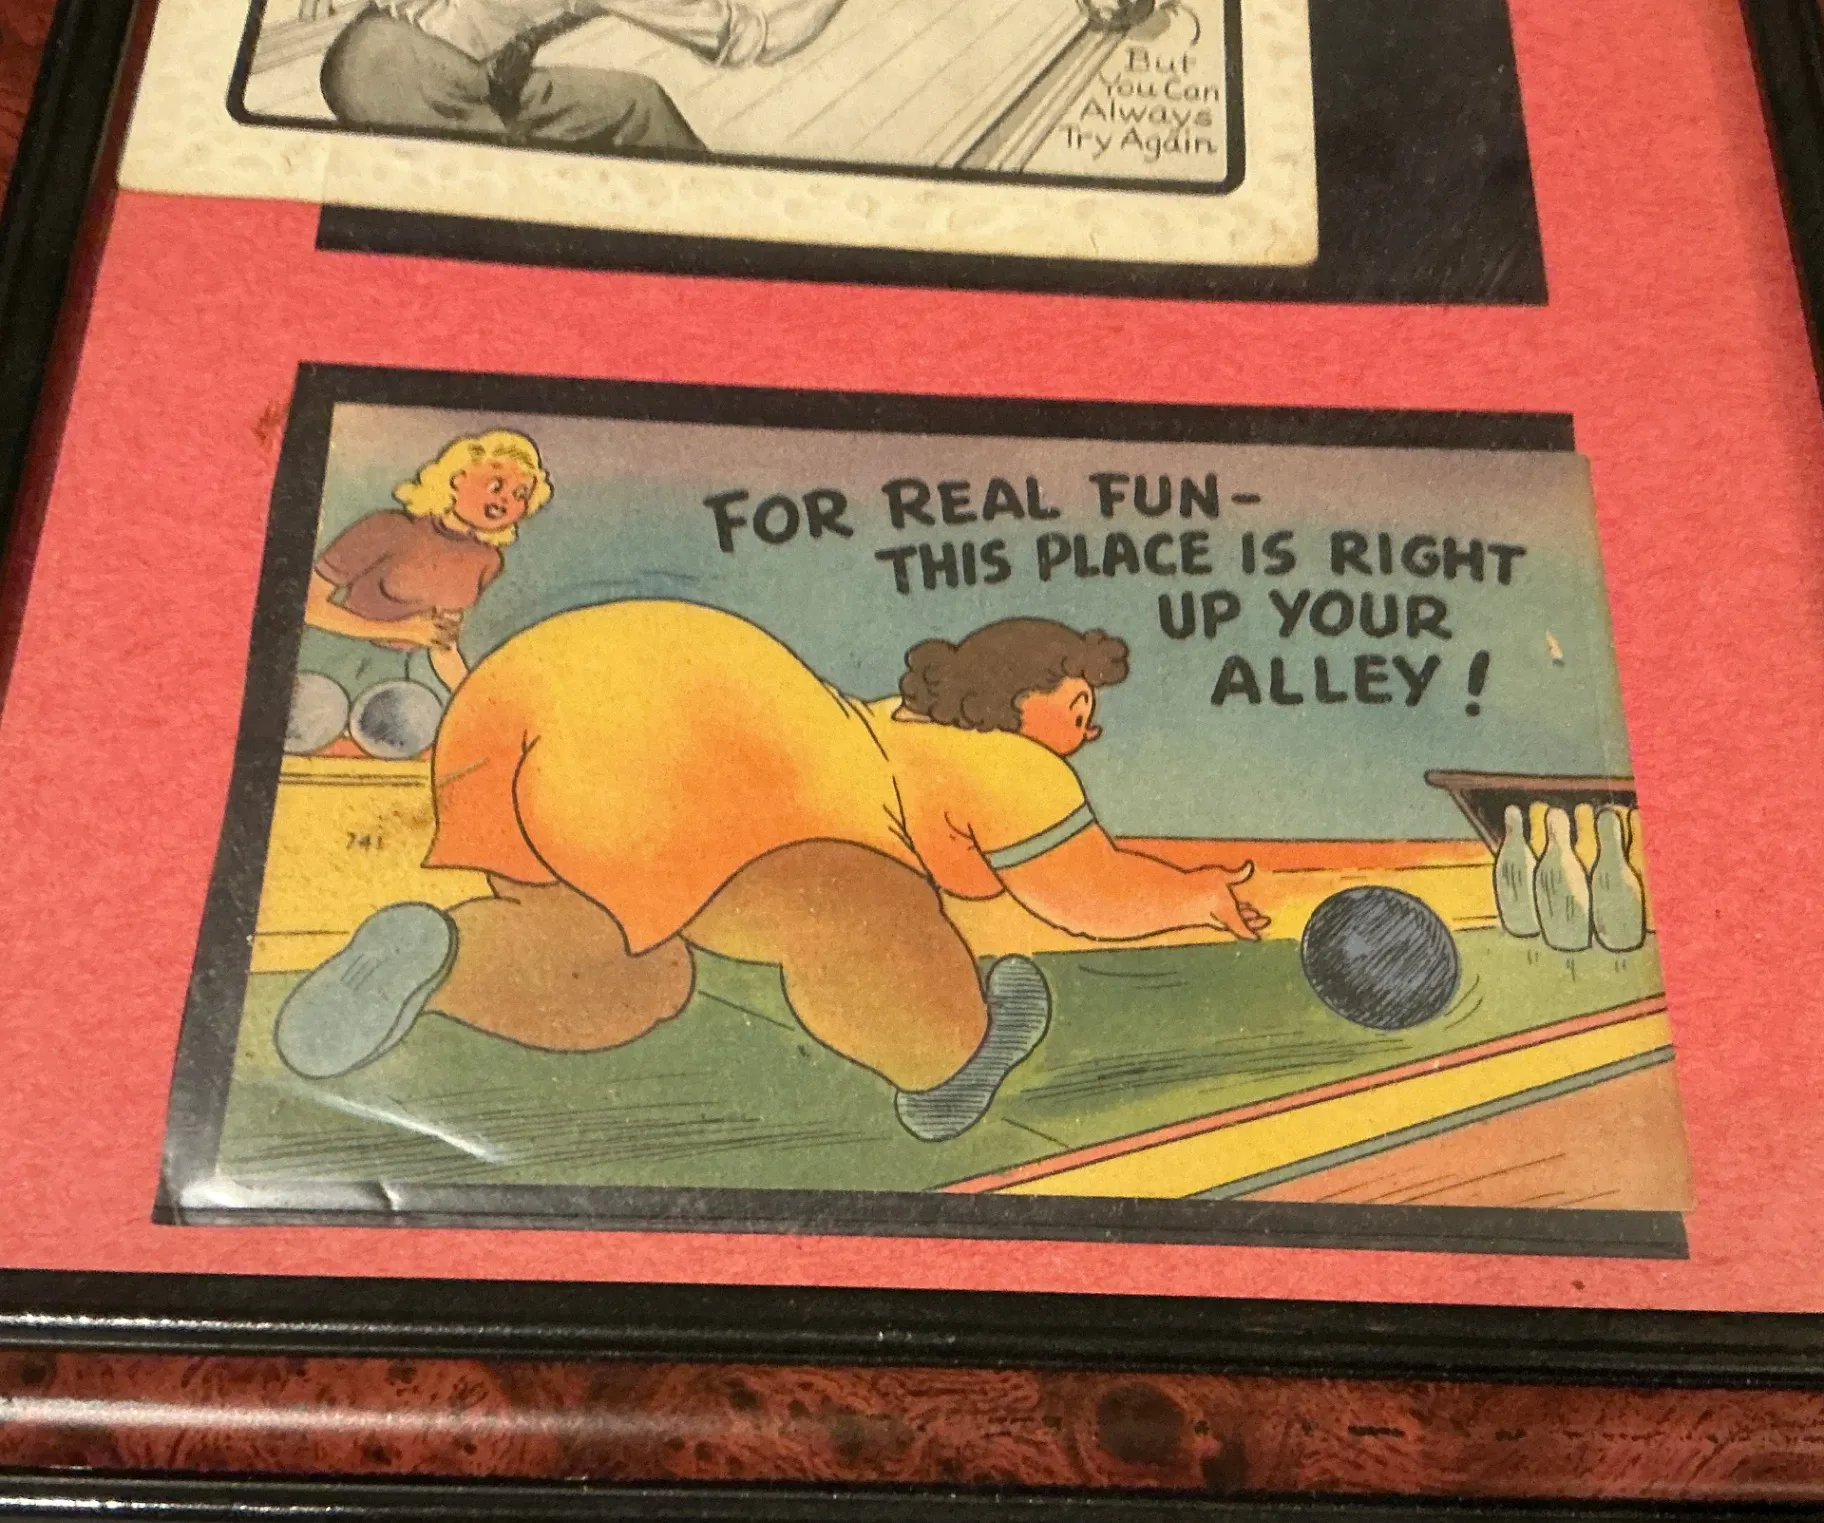 But
You Can
Always
Try Again
FOR REAL FUN-
THIS PLACE IS RIGHT
UP YOUR
ALLEY!
741